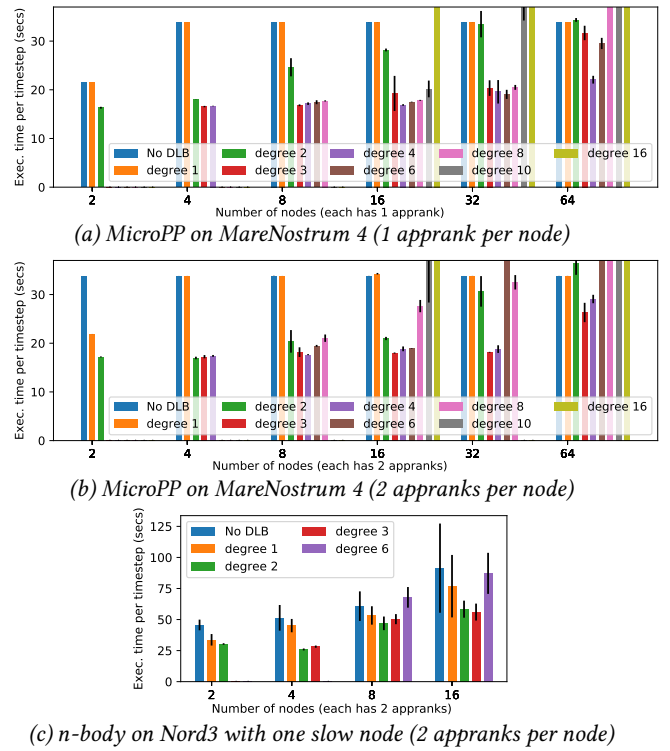 Exec. time per timestep (secs)
30
20
10
0
No DLB
degree 1
degree 2
degree 3
degree 4
degree 6
degree 8
degree 10
degree 16
2
4
8
16
32
64
Number of nodes (each has 1 apprank)
(a) MicroPP on MareNostrum 4 (1 apprank per node)
Exec. time per timestep (secs)
30
20
10
0
No DLB
degree 1
degree 2
degree 3
degree 4
degree 6
degree 8
degree 10
degree 16
2
4
8
16
32
64
Number of nodes (each has 2 appranks)
(b) MicroPP on MareNostrum 4 (2 appranks per node)
Exec. time per timestep (secs)
125
100
75
50
25
0
No DLB
degree 1
degree 2
degree 3
degree 6
2
4
8
16
Number of nodes (each has 2 appranks)
(c) n-body on Nord3 with one slow node (2 appranks per node)